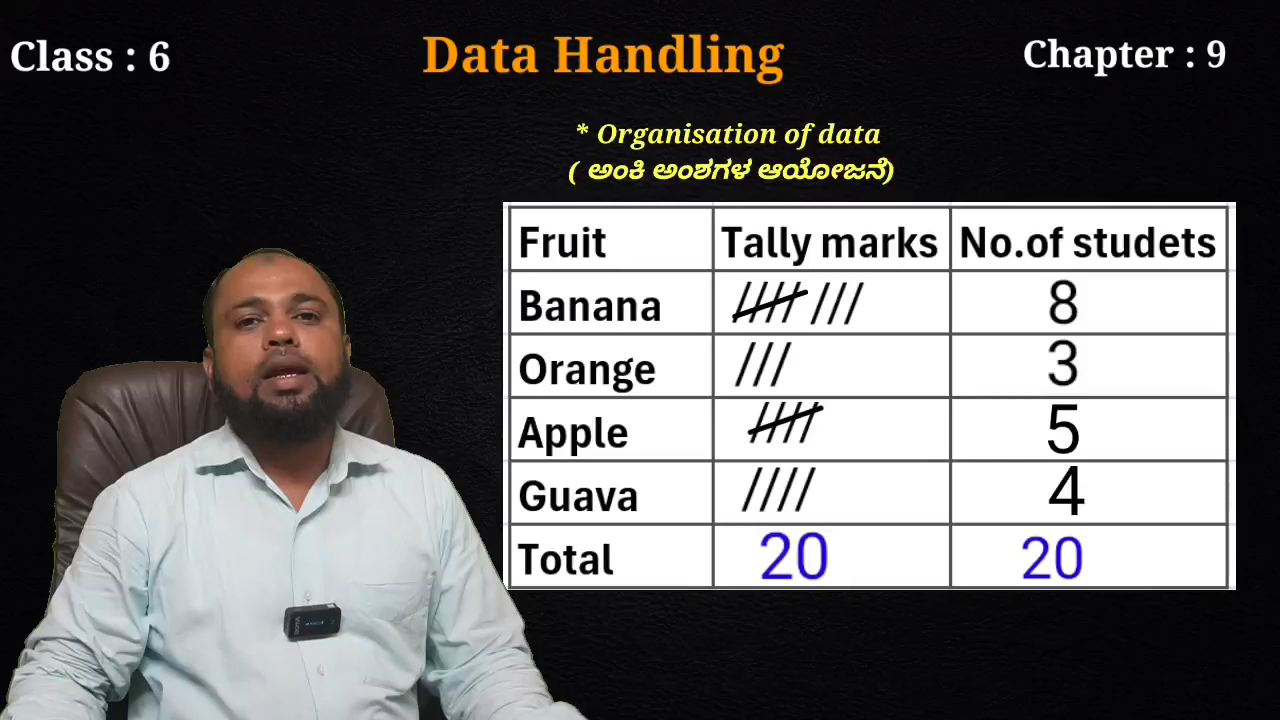 Class : 6
Data Handling
Chapter : 9
* Organisation of data
( ಅಂಕಿ ಅಂಶಗಳ ಆಯೋಜನೆ)
Fruit Tally marks No.of studets
Banana 8
Orange 3
Apple 5
Guava 4
Total 20 20